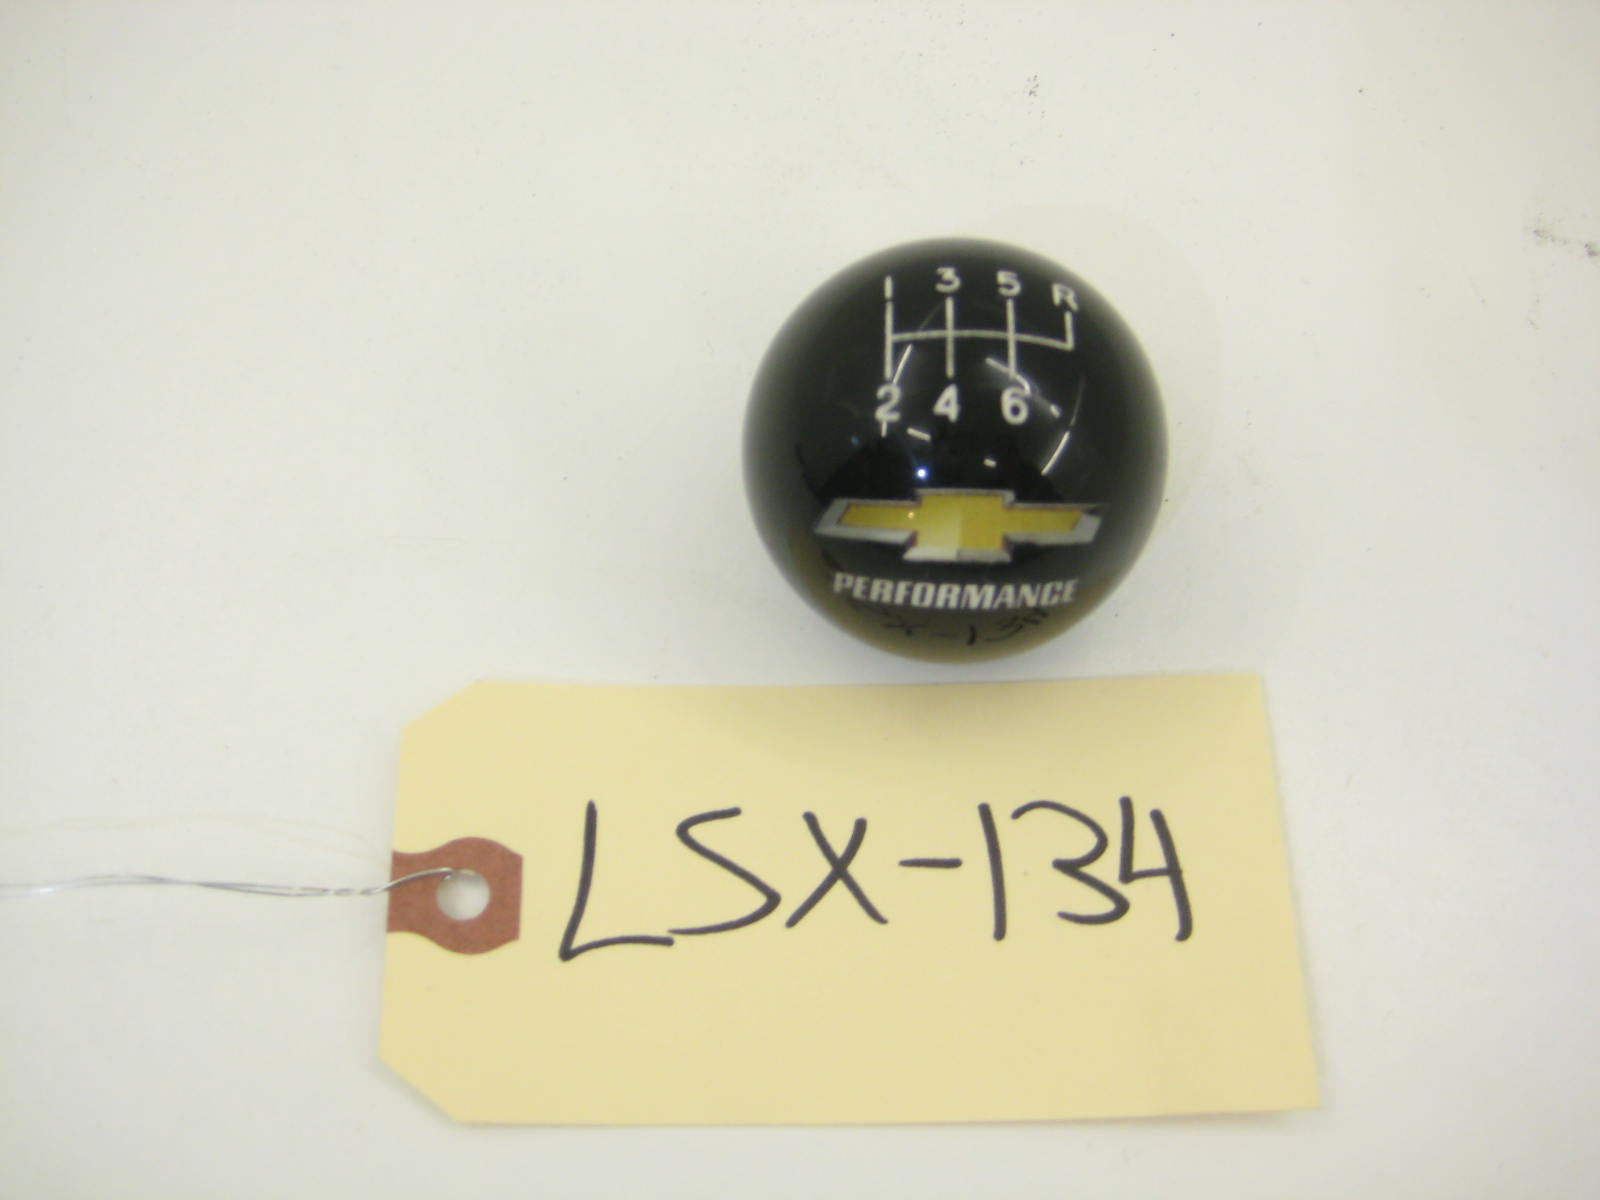 1 3 5 R
2 4 6
PERFORMANCE
LSX-134